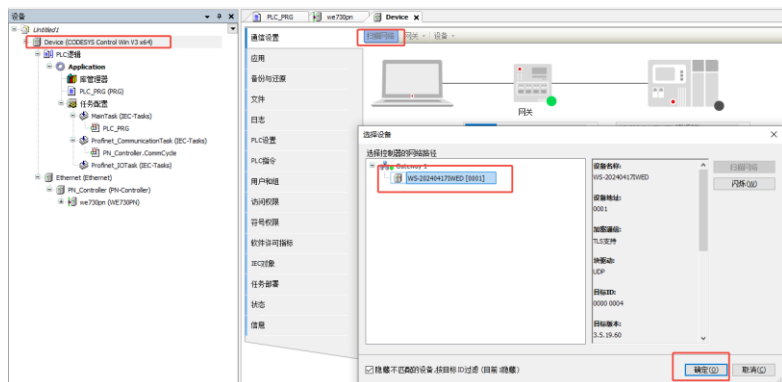 设备
Untitled1
Device (CODESYS Control Win V3 x64)
PLC逻辑
Application
库管理器
PLC_PRG (PRG)
任务配置
MainTask (IEC-Tasks)
PLC_PRG
Profinet_CommunicationTask (IEC-Tasks)
PN_Controller.CommCycle
Profinet_IOTask (IEC-Tasks)
Ethernet (Ethernet)
PN_Controller (PN-Controller)
we730pn (WE730PN)
PLC_PRG
we730pn
Device
通信设置
应用
备份与还原
文件
日志
PLC设置
PLC指令
用户和组
访问权限
符号权限
软件许可指标
IEC对象
任务部署
状态
信息
扫描网络
网关
设备
网关
选择设备
选择控制器的网络路径
Gateway-1
WS-20240417IWED [0001]
设备名称:
WS-20240417IWED
设备地址:
0001
加密通信:
TLS支持
块驱动:
UDP
目标ID:
0000 0004
目标版本:
3.5.19.60
扫描网络
闪烁(W)
隐藏不匹配的设备,按目标ID过滤
确定(O)
取消(C)